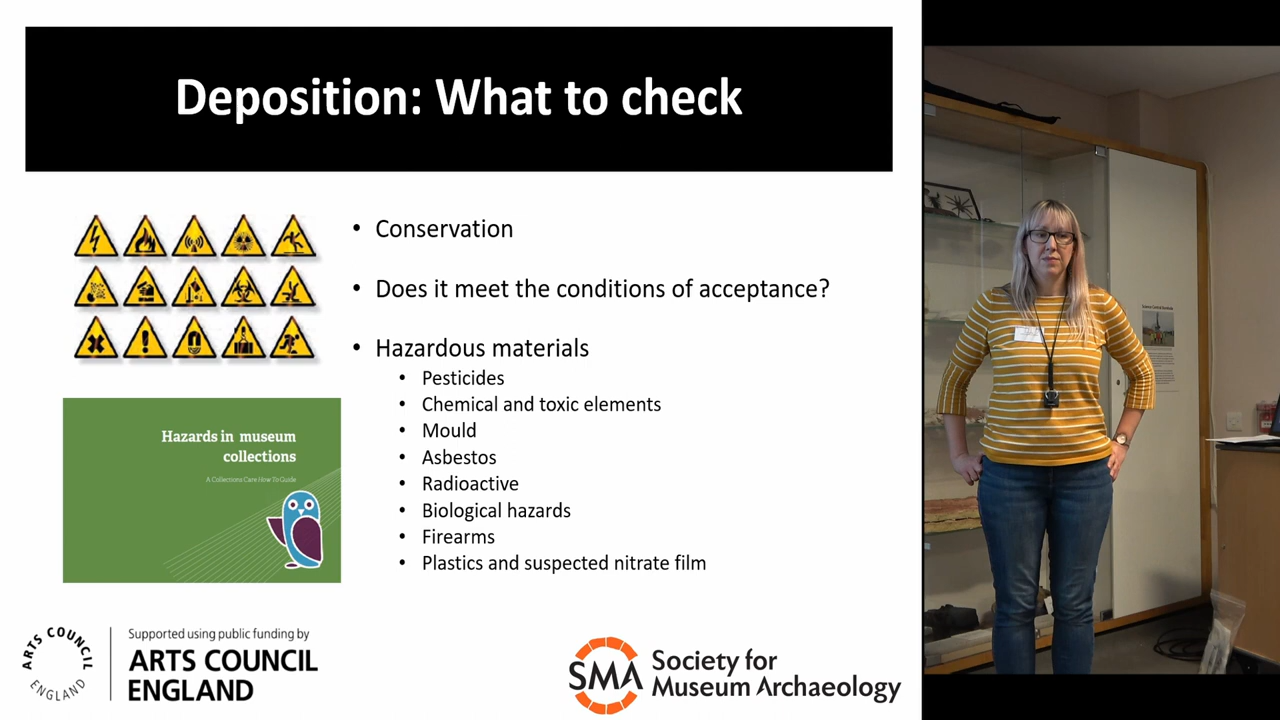 Deposition: What to check
• Conservation
• Does it meet the conditions of acceptance?
• Hazardous materials
• Pesticides
• Chemical and toxic elements
• Mould
• Asbestos
• Radioactive
• Biological hazards
• Firearms
• Plastics and suspected nitrate film
Hazards in museum
collections
A Collections Care How To Guide
ARTS COUNCIL
ENGLAND
Supported using public funding by
ARTS COUNCIL
ENGLAND
SMA
Society for
Museum Archaeology